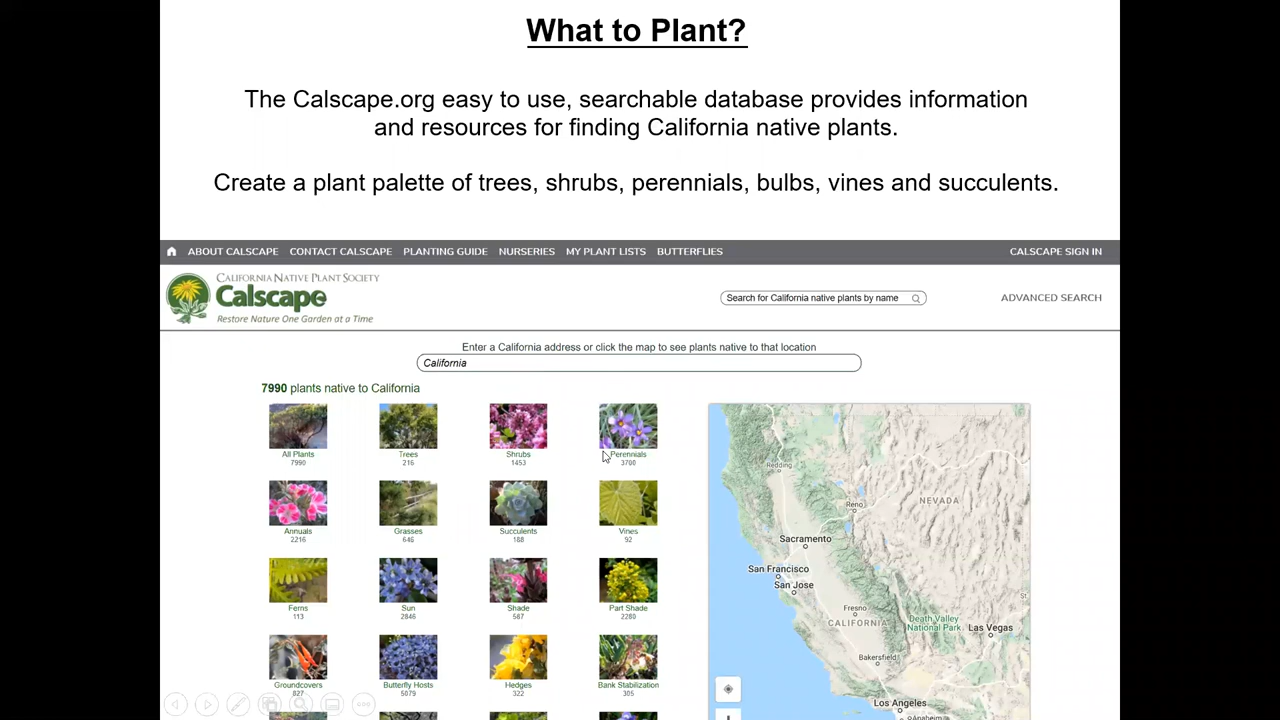 What to Plant?
The Calscape.org easy to use, searchable database provides information
and resources for finding California native plants.
Create a plant palette of trees, shrubs, perennials, bulbs, vines and succulents.
ABOUT CALSCAPE CONTACT CALSCAPE PLANTING GUIDE NURSERIES MY PLANT LISTS BUTTERFLIES CALSCAPE SIGN IN
CALIFORNIA NATIVE PLANT SOCIETY
Calscape
Restore Nature One Garden at a Time
Search for California native plants by name
ADVANCED SEARCH
Enter a California address or click the map to see plants native to that location
California
7990 plants native to California
All Plants Trees Shrubs Perennials
7990 216 1453 3700
Annuals Grasses Succulents Vines
2216 646 188 92
Ferns Sun Shade Part Shade
113 2846 587 2280
Groundcovers Butterfly Hosts Hedges Bank Stabilization
827 5079 322 305
Redding
Reno
NEVADA
Sacramento
San Francisco
San Jose
Fresno
CALIFORNIA
Death Valley
National Park
Las Vegas
St
Bakersfield
Los Angeles
Anaheim